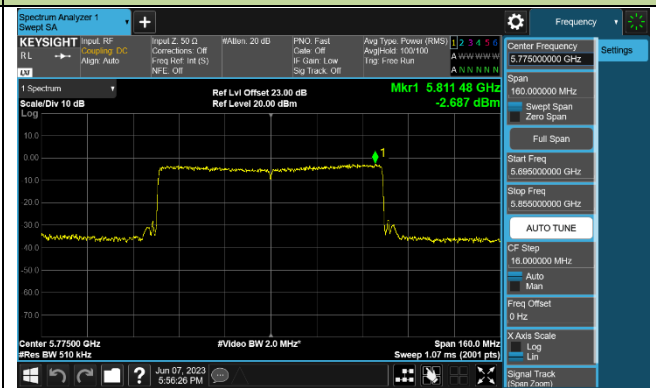 Spectrum Analyzer 1
Swept SA
Frequency
KEYSIGHT
RL
Input: RF
Coupling: DC
Align: Auto
Input Z: 50 Ω
Corrections: Off
Freq Ref: Int (S)
NFE: Off
#Atten: 20 dB
PNO: Fast
Gate: Off
IF Gain: Low
Sig Track: Off
Avg Type: Power (RMS)
Avg|Hold: 100/100
Trig: Free Run
1 2 3 4 5 6
A W W W W W
A N N N N N
1 Spectrum
Scale/Div 10 dB
Log
Ref Lvl Offset 23.00 dB
Ref Level 20.00 dBm
Mkr1 5.811 48 GHz
-2.687 dBm
1
10.0
0.00
-10.0
-20.0
-30.0
-40.0
-50.0
-60.0
-70.0
Center 5.77500 GHz
#Res BW 510 kHz
#Video BW 2.0 MHz*
Span 160.0 MHz
Sweep 1.07 ms (2001 pts)
Center Frequency
5.775000000 GHz
Settings
Span
160.000000 MHz
Swept Span
Zero Span
Full Span
Start Freq
5.695000000 GHz
Stop Freq
5.855000000 GHz
AUTO TUNE
CF Step
16.000000 MHz
Auto
Man
Freq Offset
0 Hz
X Axis Scale
Log
Lin
Signal Track
(Span Zoom)
?
Jun 07, 2023
5:56:26 PM